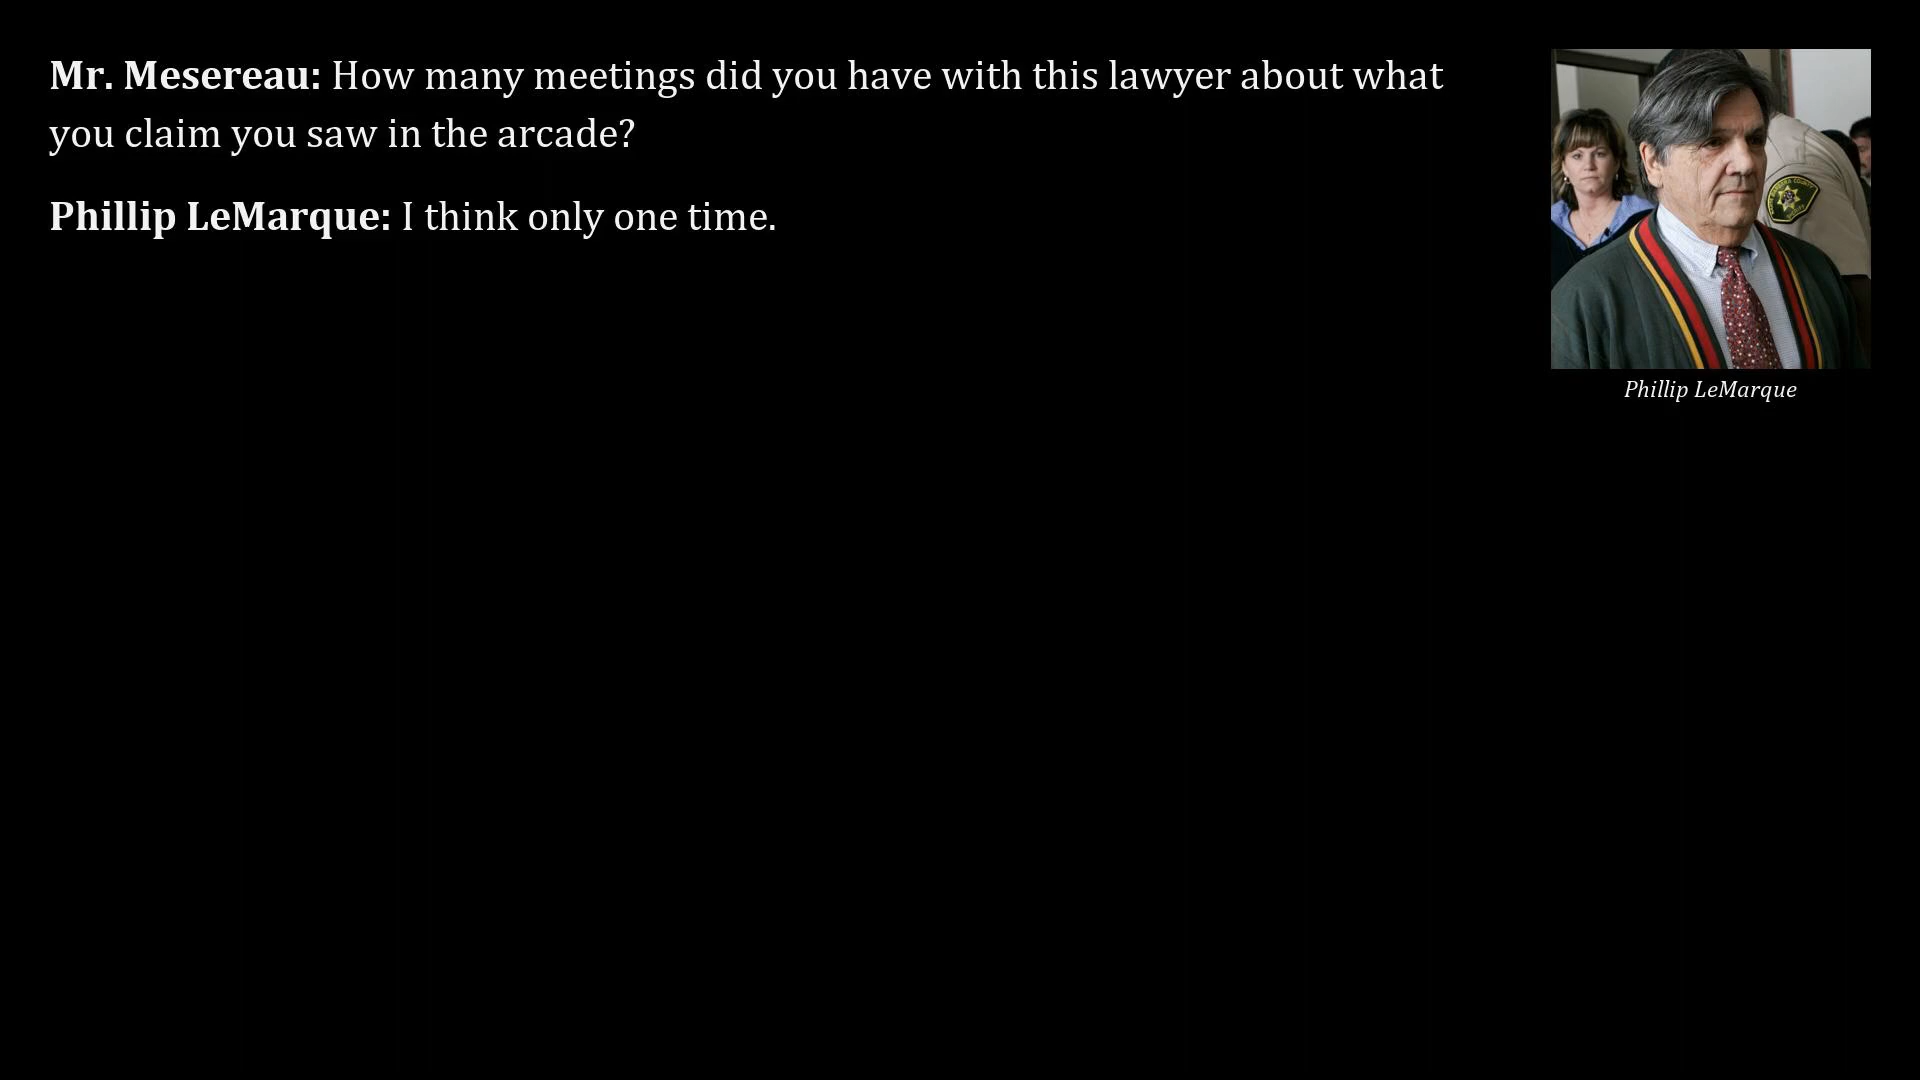 Mr. Mesereau: How many meetings did you have with this lawyer about what
you claim you saw in the arcade?
Phillip LeMarque: I think only one time.
Phillip LeMarque